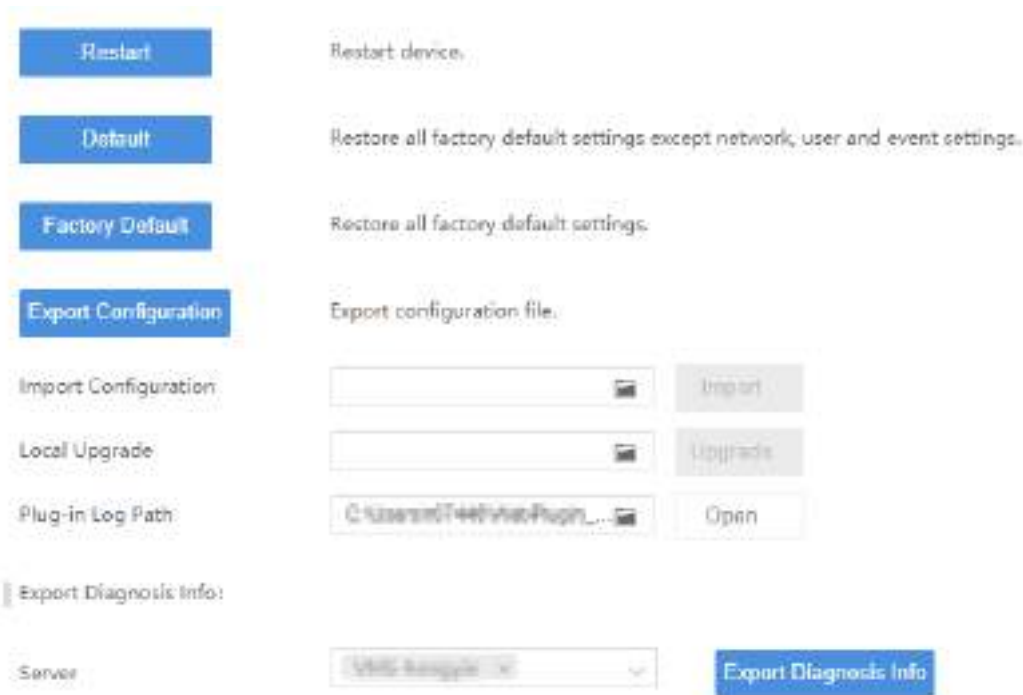 Restart Restart device.
Default Restore all factory default settings except network, user and event settings.
Factory Default Restore all factory default settings.
Export Configuration Export configuration file.
Import Configuration Import
Local Upgrade Upgrade
Plug-in Log Path Open
Export Diagnosis Info:
Server Export Diagnosis Info